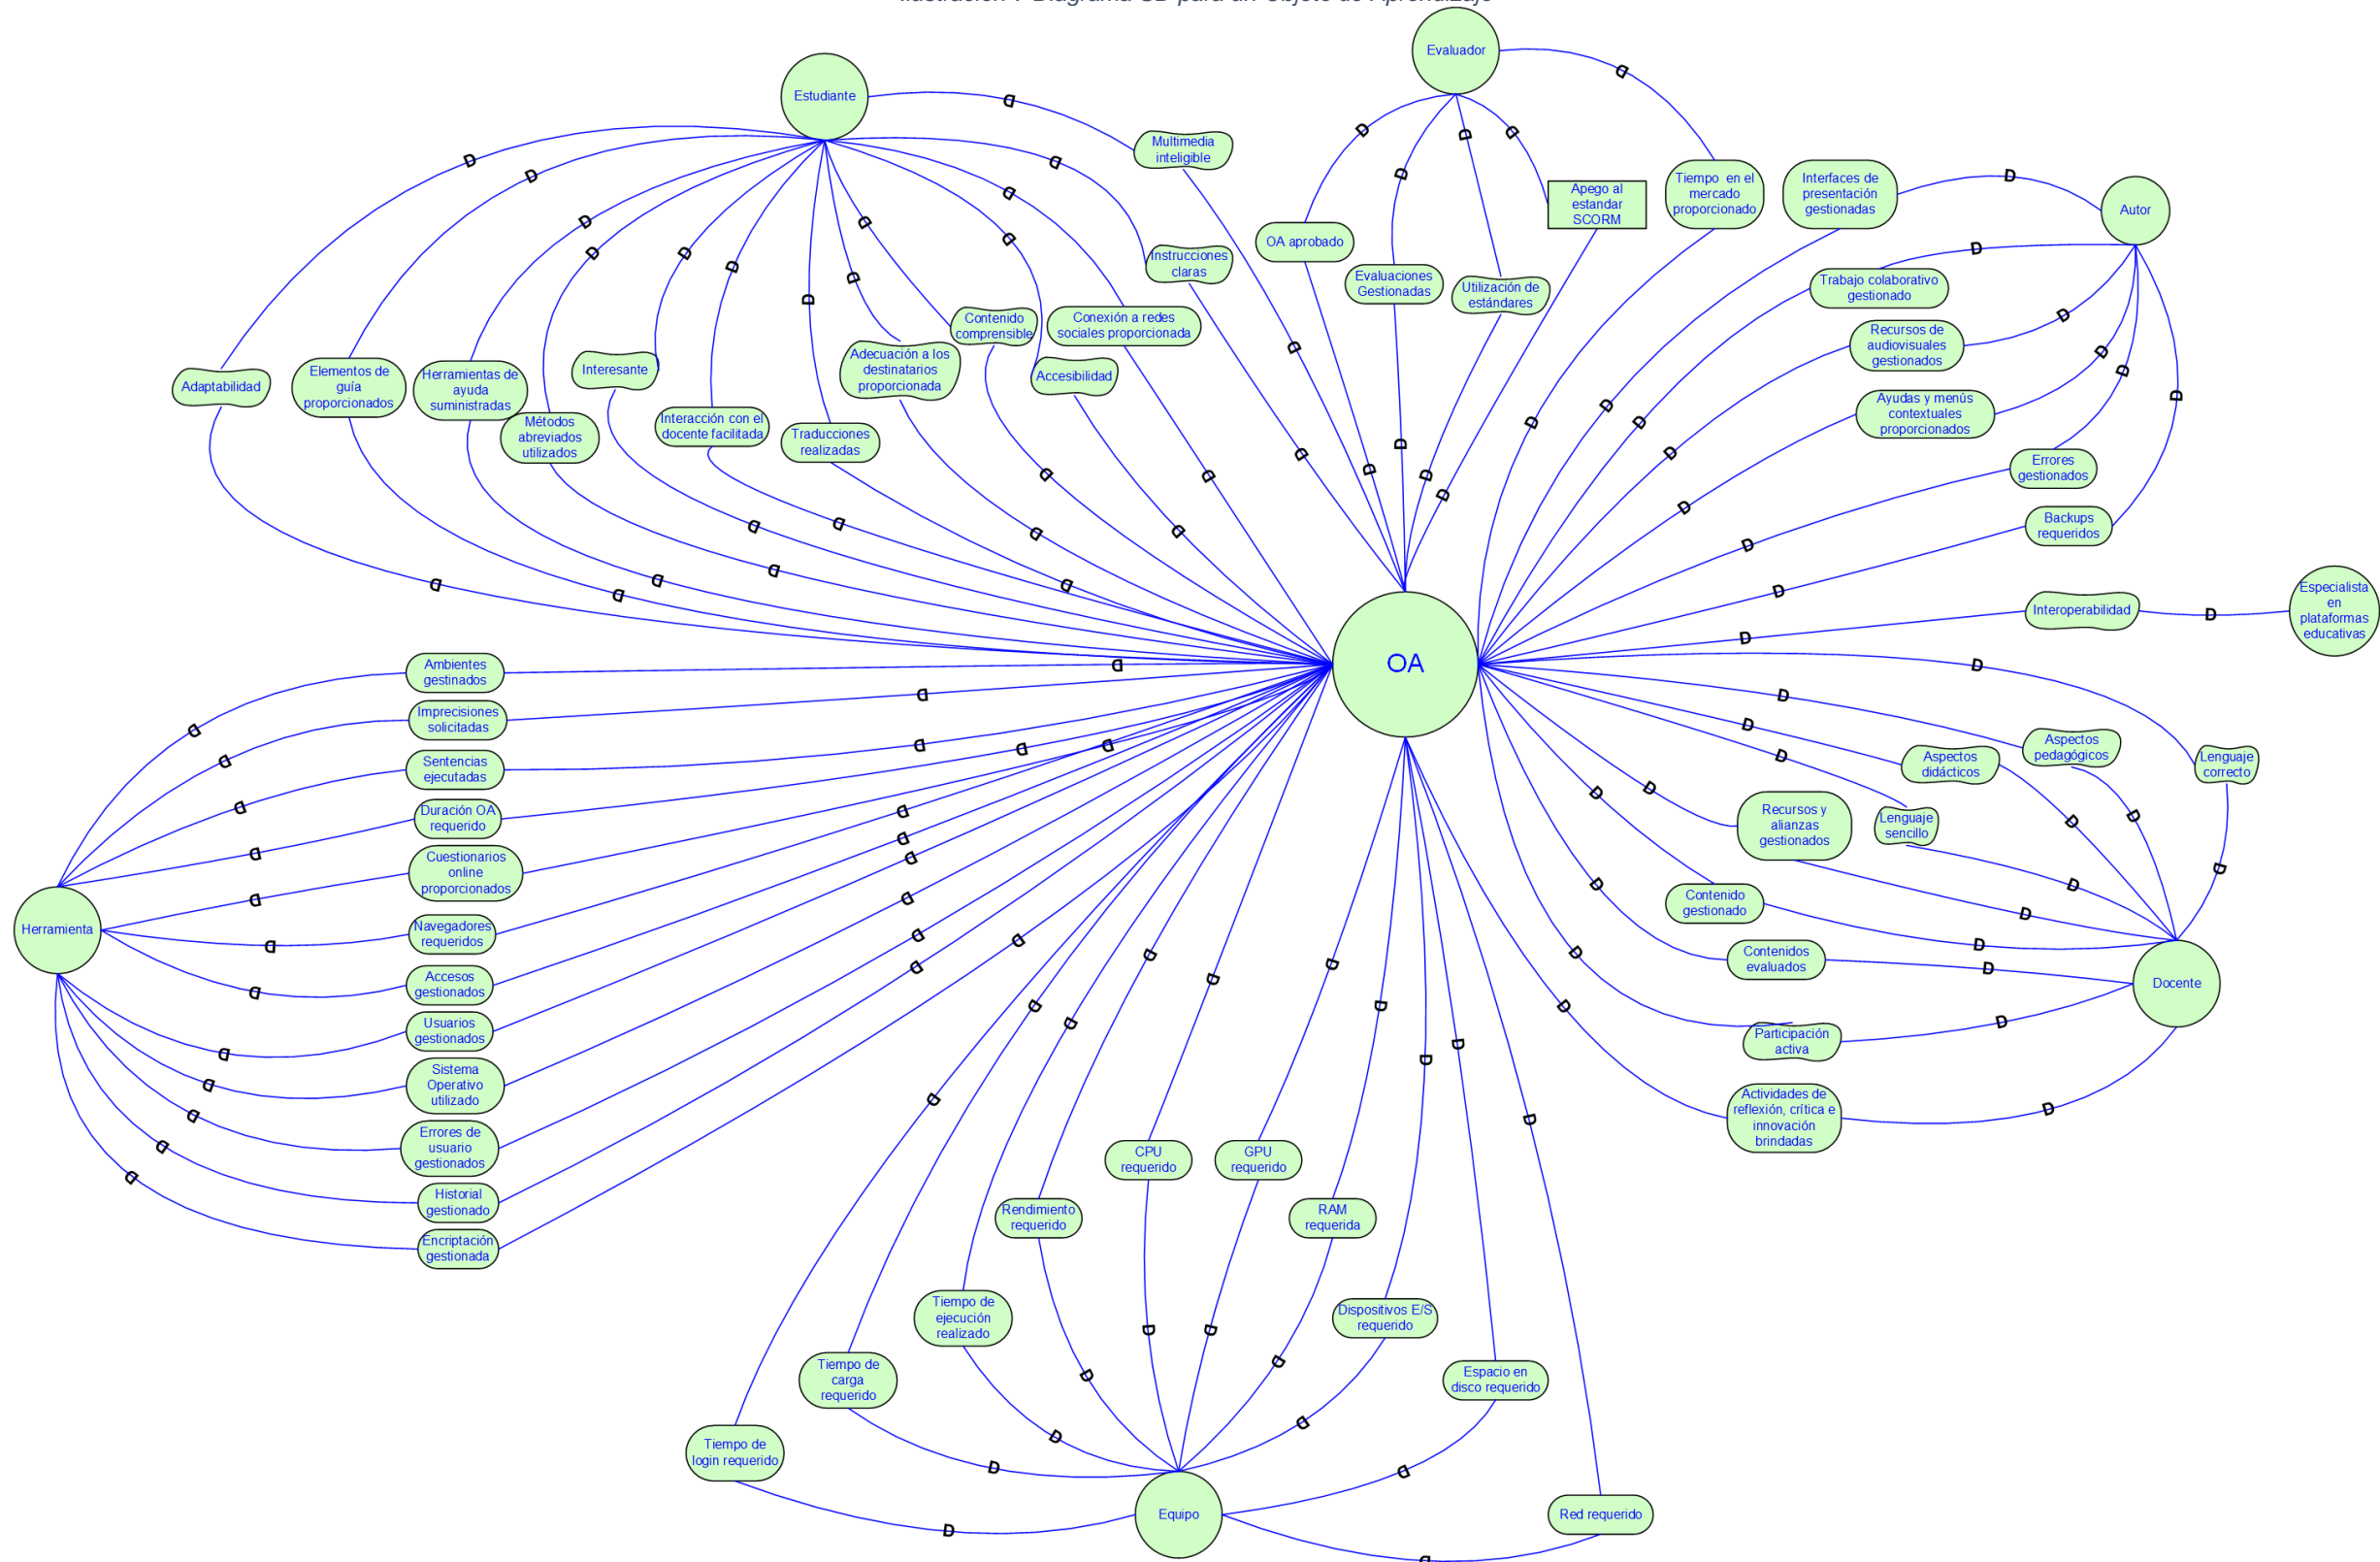 Ilustración 7 Diagrama SD para un Objeto de Aprendizaje
Evaluador
Estudiante
Multimedia
inteligible
Tiempo en el
mercado
proporcionado
Interfaces de
presentación
gestionadas
Apego al
estandar
SCORM
Autor
OA aprobado
Instrucciones
claras
Evaluaciones
Gestionadas
Utilización de
estándares
Trabajo colaborativo
gestionado
Contenido
comprensible
Conexión a redes
sociales proporcionada
Recursos de
audiovisuales
gestionados
Adaptabilidad
Elementos de
guía
proporcionados
Herramientas de
ayuda
suministradas
Interesante
Adecuación a los
destinatarios
proporcionada
Accesibilidad
Ayudas y menús
contextuales
proporcionados
Métodos
abreviados
utilizados
Interacción con el
docente facilitada
Traducciones
realizadas
Errores
gestionados
Backups
requeridos
Interoperabilidad
Especialista
en
plataformas
educativas
OA
Ambientes
gestinados
Imprecisiones
solicitadas
Sentencias
ejecutadas
Duración OA
requerido
Cuestionarios
online
proporcionados
Herramienta
Navegadores
requeridos
Accesos
gestionados
Usuarios
gestionados
Sistema
Operativo
utilizado
Errores de
usuario
gestionados
Historial
gestionado
Encriptación
gestionada
Aspectos
didácticos
Aspectos
pedagógicos
Lenguaje
correcto
Recursos y
alianzas
gestionados
Lenguaje
sencillo
Contenido
gestionado
Contenidos
evaluados
Docente
Participación
activa
Actividades de
reflexión, crítica e
innovación
brindadas
CPU
requerido
GPU
requerido
Rendimiento
requerido
RAM
requerida
Tiempo de
ejecución
realizado
Dispositivos E/S
requerido
Tiempo de
carga
requerido
Espacio en
disco requerido
Tiempo de
login requerido
Equipo
Red requerido